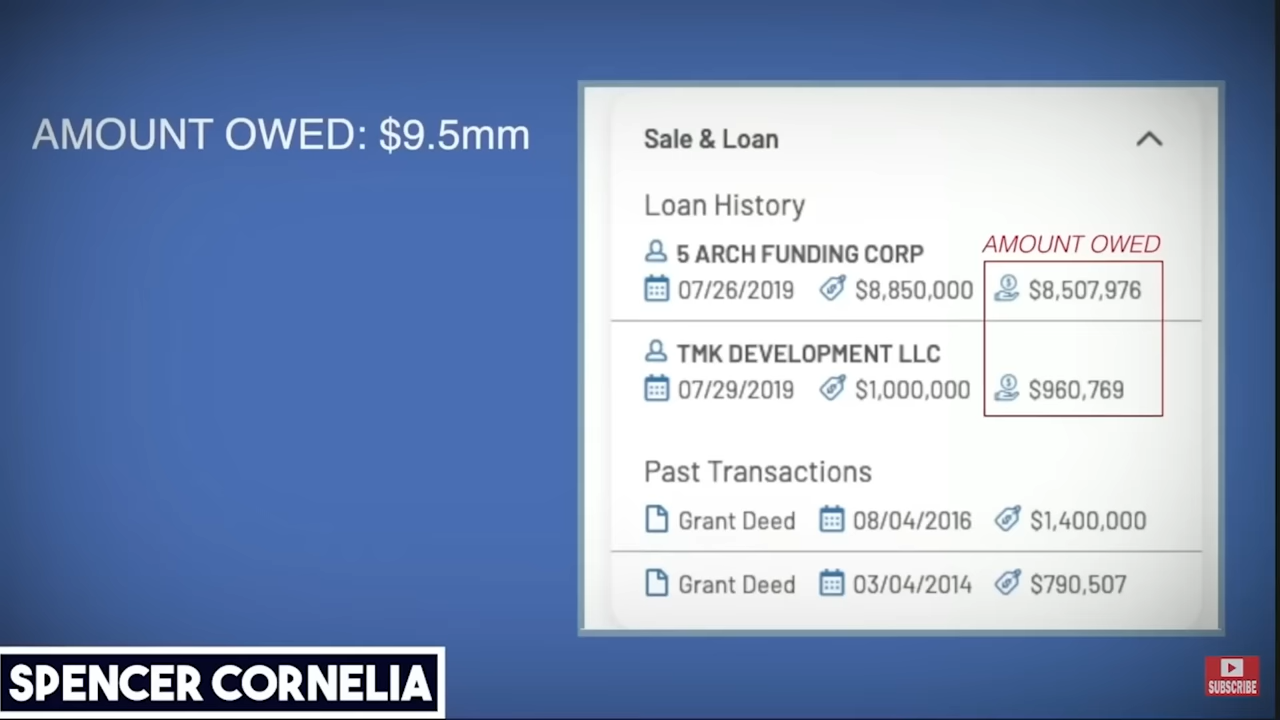 AMOUNT OWED: $9.5mm
Sale & Loan
Loan History
AMOUNT OWED
5 ARCH FUNDING CORP
07/26/2019 $8,850,000 $8,507,976
TMK DEVELOPMENT LLC
07/29/2019 $1,000,000 $960,769
Past Transactions
Grant Deed 08/04/2016 $1,400,000
Grant Deed 03/04/2014 $790,507
SPENCER CORNELIA
SUBSCRIBE